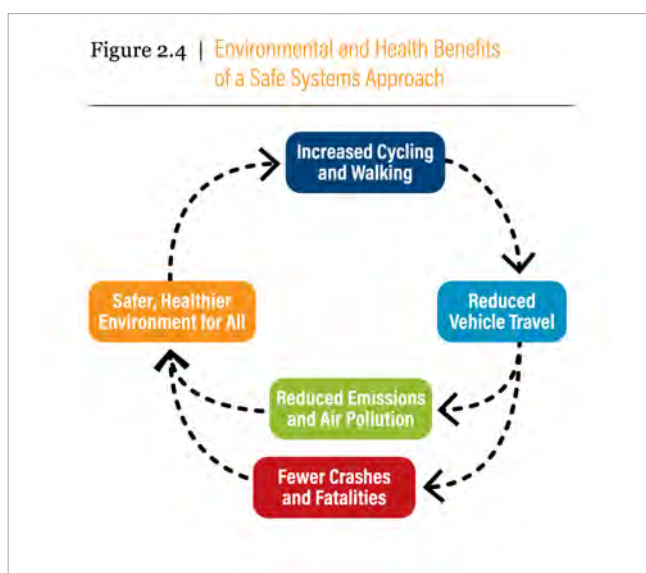 Figure 2.4 | Environmental and Health Benefits
of a Safe Systems Approach
Increased Cycling
and Walking
Reduced
Vehicle Travel
Reduced Emissions
and Air Pollution
Fewer Crashes
and Fatalities
Safer, Healthier
Environment for All